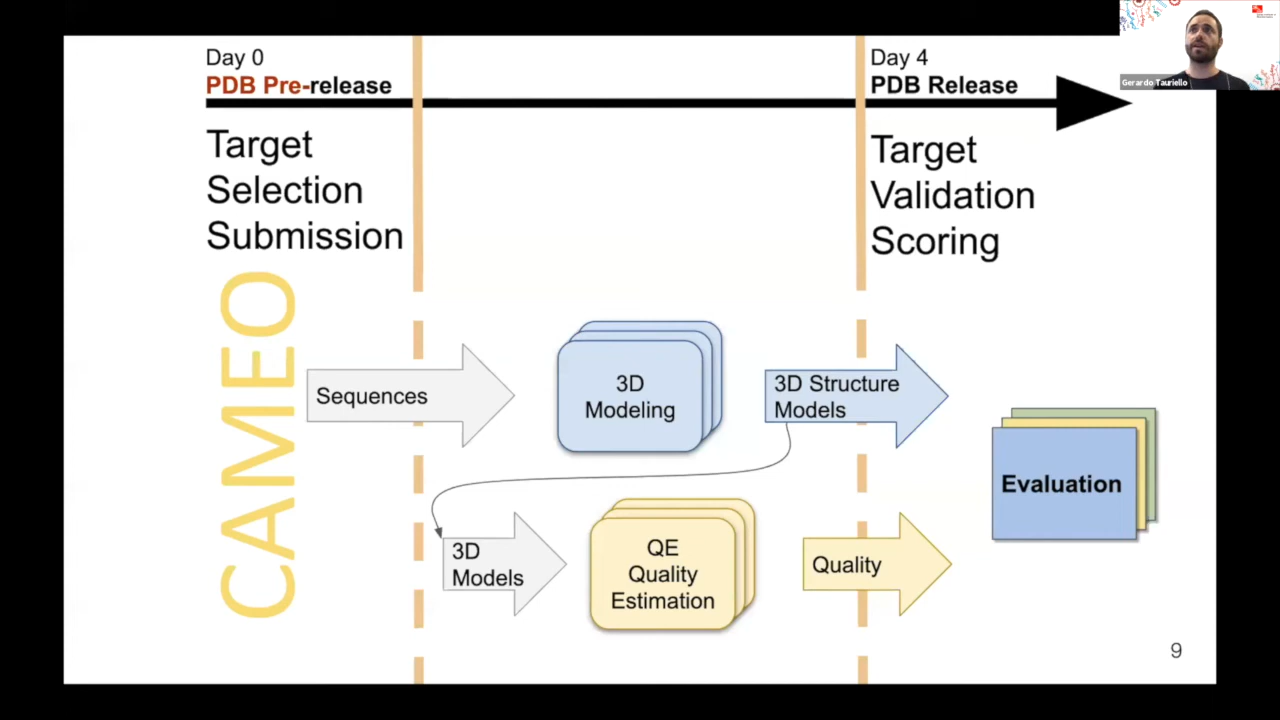 Day 0
PDB Pre-release
Day 4
PDB Release
Gerardo Tauriello
Target
Selection
Submission
Target
Validation
Scoring
CAMEO
Sequences
3D
Modeling
3D Structure
Models
Evaluation
3D
Models
QE
Quality
Estimation
Quality
9